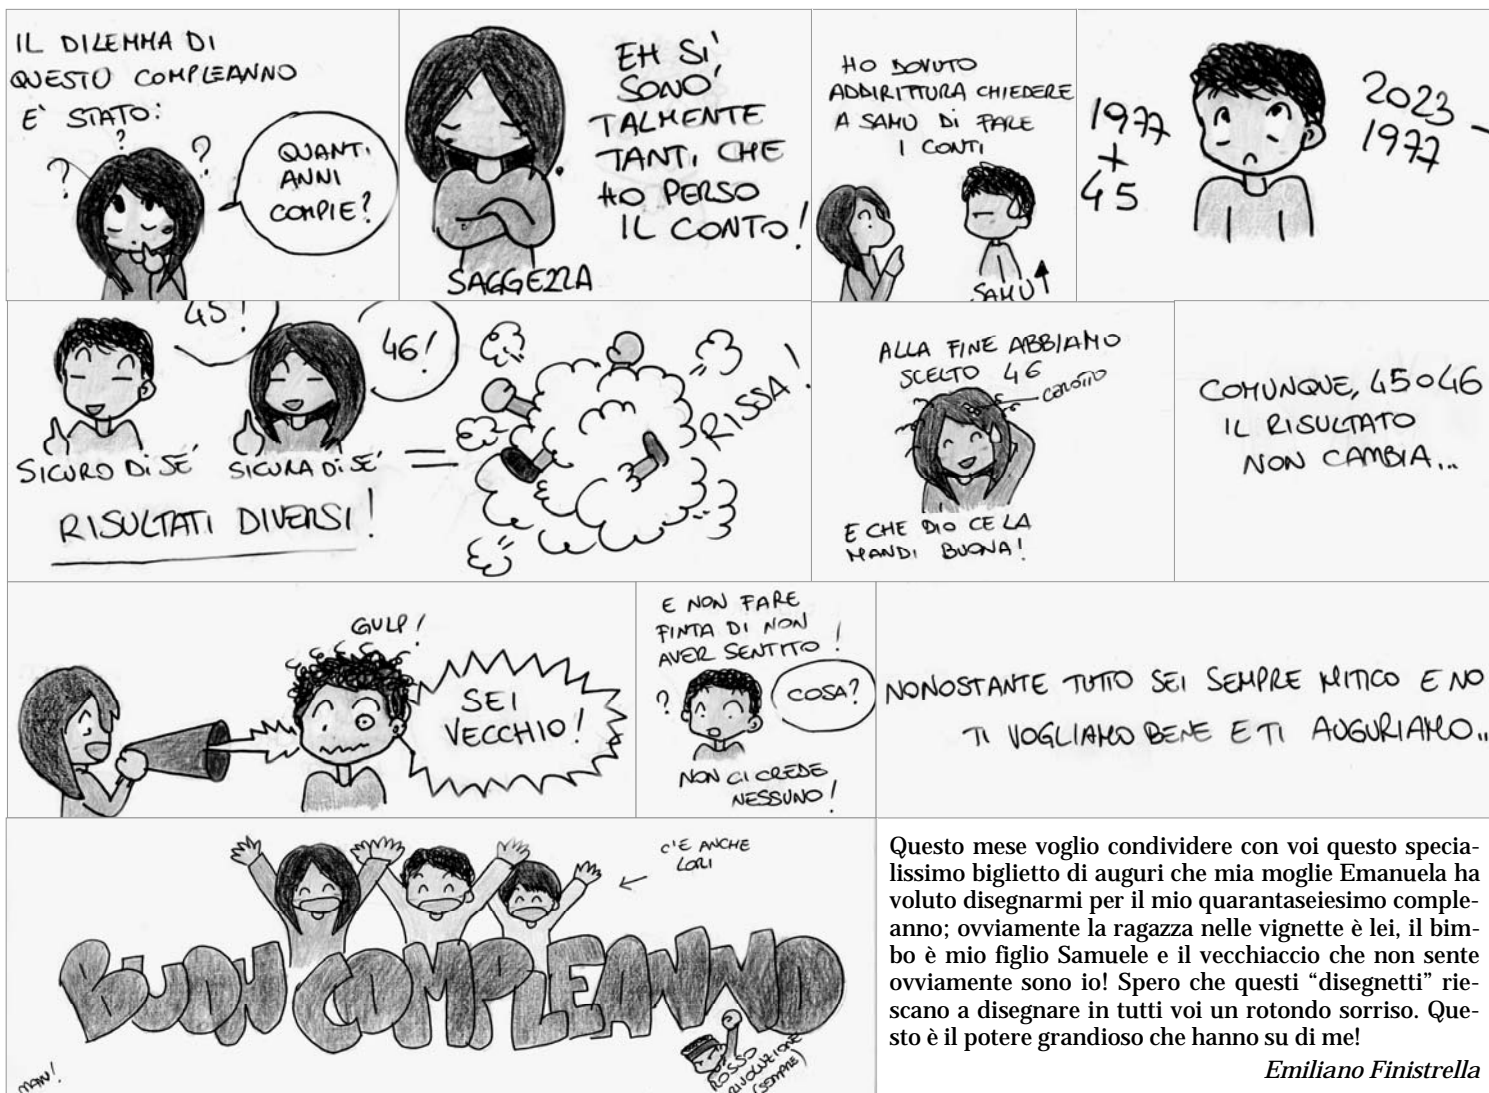 IL DILEMMA DI
QUESTO COMPLEANNO
E' STATO:
? ? ?
QUANTI
ANNI
COMPIE?
EH SI'
SONO
TALMENTE
TANTI CHE
HO PERSO
IL CONTO!
SAGGEZZA
HO DOVUTO
ADDIRITTURA CHIEDERE
A SAMU DI FARE
I CONTI
SAMU
1977
+
45
2023 -
1977
45!
46!
SICURO DI SÉ
SICURA DI SE'
=
RISSA!
RISULTATI DIVERSI!
ALLA FINE ABBIAMO
SCELTO 46
CEROTTO
E CHE DIO CE LA
MANDI BUONA!
COMUNQUE, 45 O 46
IL RISULTATO
NON CAMBIA...
GULP!
SEI
VECCHIO!
E NON FARE
FINTA DI NON
AVER SENTITO!
?
COSA?
NON CI CREDE
NESSUNO!
NONOSTANTE TUTTO SEI SEMPRE MITICO E NO
TI VOGLIAMO BENE E TI AUGURIAMO..
C'E ANCHE
LORI
BUON COMPLEANNO
ROSSO
RIVOLUZIONE
(SEMPRE)
Questo mese voglio condividere con voi questo specia-
lissimo biglietto di auguri che mia moglie Emanuela ha
voluto disegnarmi per il mio quarantaseiesimo comple-
anno; ovviamente la ragazza nelle vignette è lei, il bim-
bo è mio figlio Samuele e il vecchiaccio che non sente
ovviamente sono io! Spero che questi “disegnetti” rie-
scano a disegnare in tutti voi un rotondo sorriso. Que-
sto è il potere grandioso che hanno su di me!
Emiliano Finistrella